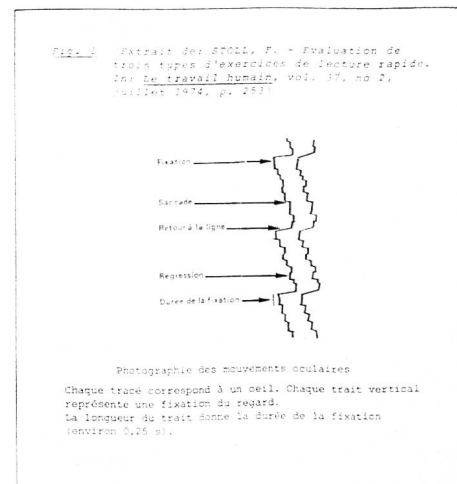 Fig. 1 Extrait de: STOLL, F. - Evaluation de
trois types d'exercices de lecture rapide.
In: Le travail humain, vol. 37, no 2,
juillet 1974, p. 253)
Fixation
Saccade
Retour à la ligne
Régression
Durée de la fixation
Photographie des mouvements oculaires
Chaque tracé correspond à un oeil. Chaque trait vertical
représente une fixation du regard.
La longueur du trait donne la durée de la fixation
(environ 0,25 s).